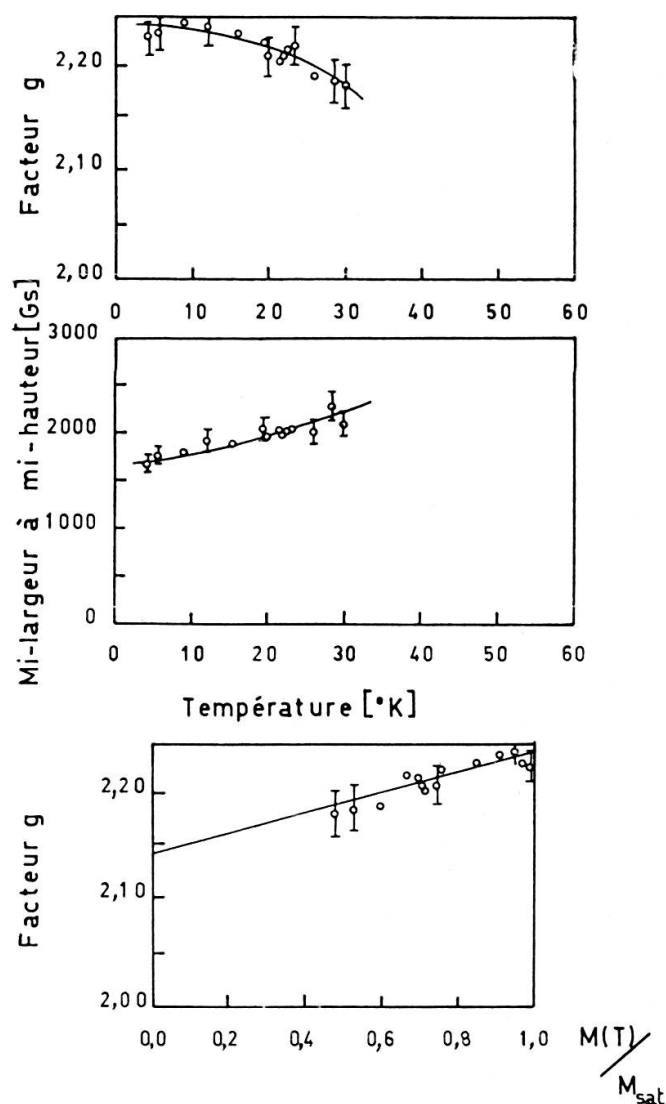 Facteur g
2,20
2,10
2,00
0 10 20 30 40 50 60
Mi-largeur à mi-hauteur[Gs]
3000
2000
1000
0
0 10 20 30 40 50 60
Température [°K]
Facteur g
2,20
2,10
2,00
0,0 0,2 0,4 0,6 0,8 1,0 M(T)/
M sat